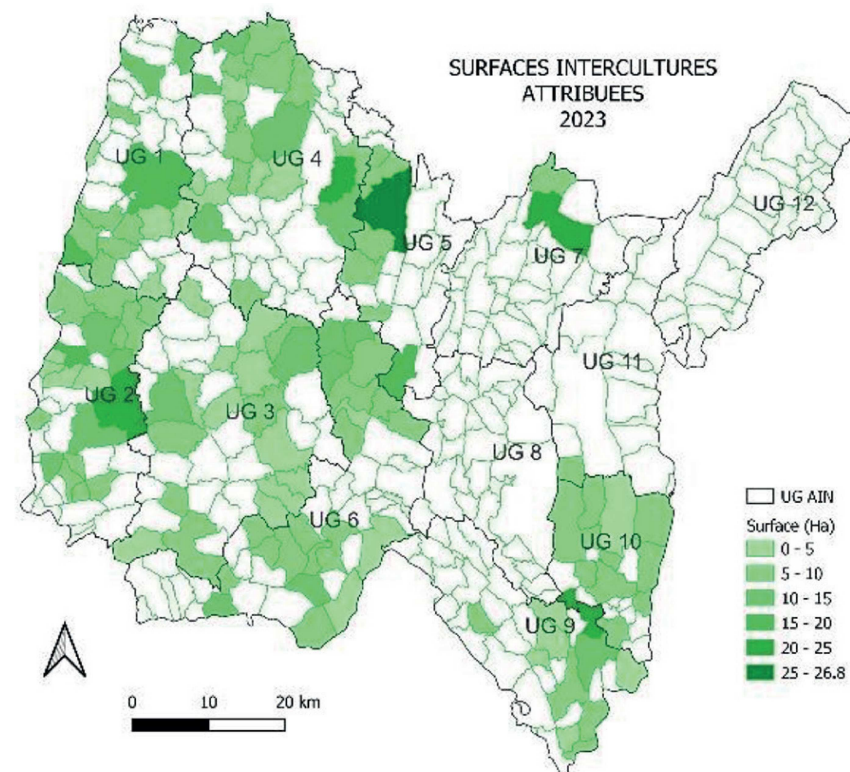 SURFACES INTERCULTURES
ATTRIBUEES
2023
UG 1
UG 4
UG 12
UG 5
UG 7
UG 11
UG 2
UG 3
UG 8
UG 6
UG 10
UG 9
UG AIN
Surface (Ha)
0 - 5
5 - 10
10 - 15
15 - 20
20 - 25
25 - 26.8
0 10 20 km